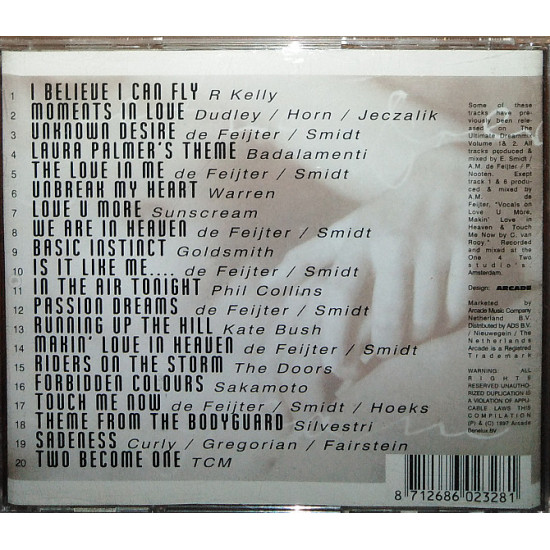 1 I BELIEVE I CAN FLY R Kelly
2 MOMENTS IN LOVE Dudley / Horn / Jeczalik
3 UNKNOWN DESIRE de Feijter / Smidt
4 LAURA PALMER'S THEME Badalamenti
5 THE LOVE IN ME de Feijter / Smidt
6 UNBREAK MY HEART Warren
7 LOVE U MORE Sunscream
8 WE ARE IN HEAVEN de Feijter / Smidt
9 BASIC INSTINCT Goldsmith
10 IS IT LIKE ME.... de Feijter / Smidt
11 IN THE AIR TONIGHT Phil Collins
12 PASSION DREAMS de Feijter / Smidt
13 RUNNING UP THE HILL Kate Bush
14 MAKIN' LOVE IN HEAVEN de Feijter / Smidt
15 RIDERS ON THE STORM The Doors
16 FORBIDDEN COLOURS Sakamoto
17 TOUCH ME NOW de Feijter / Smidt / Hoeks
18 THEME FROM THE BODYGUARD Silvestri
19 SADENESS Curly / Gregorian / Fairstein
20 TWO BECOME ONE TCM
Some of these
tracks have pre-
viously been relea-
sed on The
Ultimate Dreammix
Volume 1& 2. All
tracks produced &
mixed by E. Smidt /
A.M. de Feijter / P.
Nooten. Exept
track 1 & 6 produ-
ced & mixed by
A.M. de
Feijter, "Vocals on
Love U More,
Makin' Love in
Heaven & Touch
Me Now by C. van
Rooy." Recorded
and mixed at the
One 4 Two
studio's,
Amsterdam.
Design: ARCADE
Marketed by
Arcade Music Company
Netherland B.V.
Distributed by ADS B.V.
/ Nieuwegein / The
Netherlands
Arcade is a Registred
Trademark
WARNING: ALL
RIGHTS
RESERVED UNAUTHO-
RIZED DUPLICATION IS
A VIOLATION OF APPLI-
CABLE LAWS THIS
COMPILATION
(P) & (C) 1997 Arcade
Benelux BV
8 712686 023281